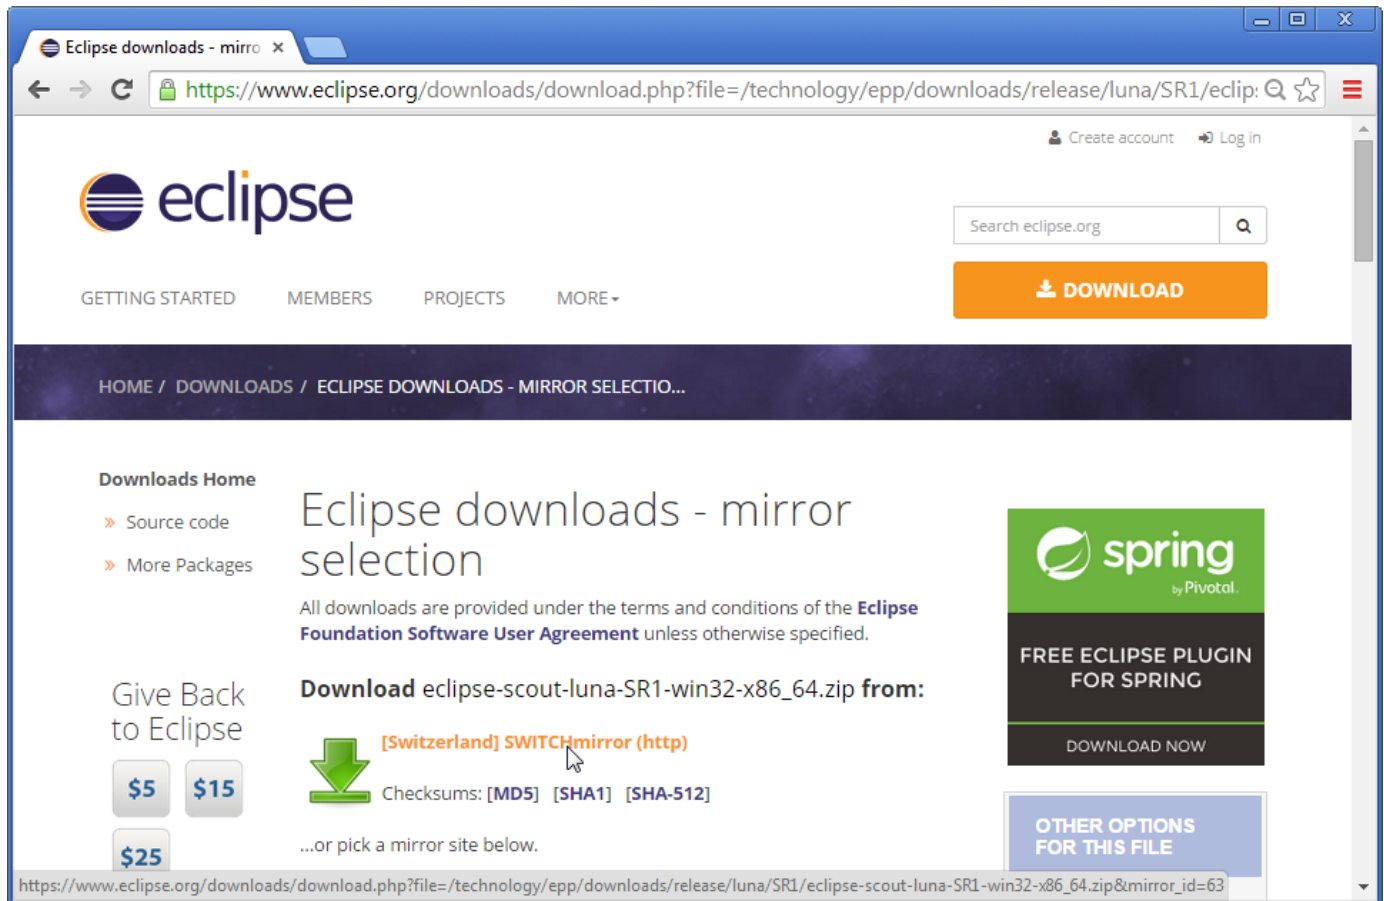 Eclipse downloads - mirro
https://www.eclipse.org/downloads/download.php?file=/technology/epp/downloads/release/luna/SR1/eclip
Create account Log in
eclipse
Search eclipse.org
GETTING STARTED MEMBERS PROJECTS MORE
DOWNLOAD
HOME / DOWNLOADS / ECLIPSE DOWNLOADS - MIRROR SELECTIO...
Downloads Home
Source code
More Packages
Give Back
to Eclipse
$5 $15
$25
Eclipse downloads - mirror
selection
All downloads are provided under the terms and conditions of the Eclipse
Foundation Software User Agreement unless otherwise specified.
Download eclipse-scout-luna-SR1-win32-x86_64.zip from:
[Switzerland] SWITCHmirror (http)
Checksums: [MD5] [SHA1] [SHA-512]
...or pick a mirror site below.
spring
by Pivotal.
FREE ECLIPSE PLUGIN
FOR SPRING
DOWNLOAD NOW
OTHER OPTIONS
FOR THIS FILE
https://www.eclipse.org/downloads/download.php?file=/technology/epp/downloads/release/luna/SR1/eclipse-scout-luna-SR1-win32-x86_64.zip&mirror_id=63